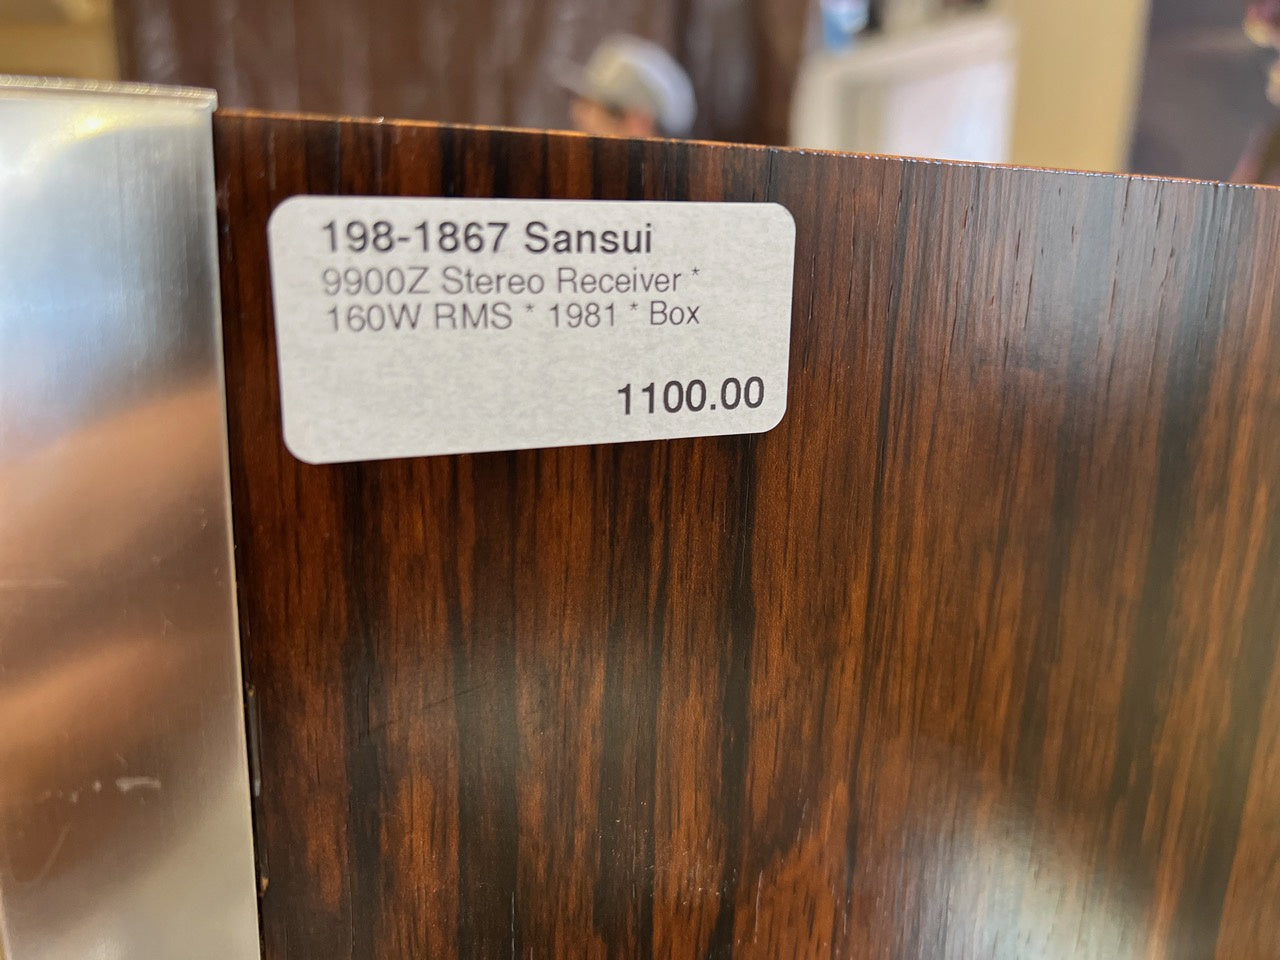 198-1867 Sansui
9900Z Stereo Receiver *
160W RMS * 1981 * Box
1100.00